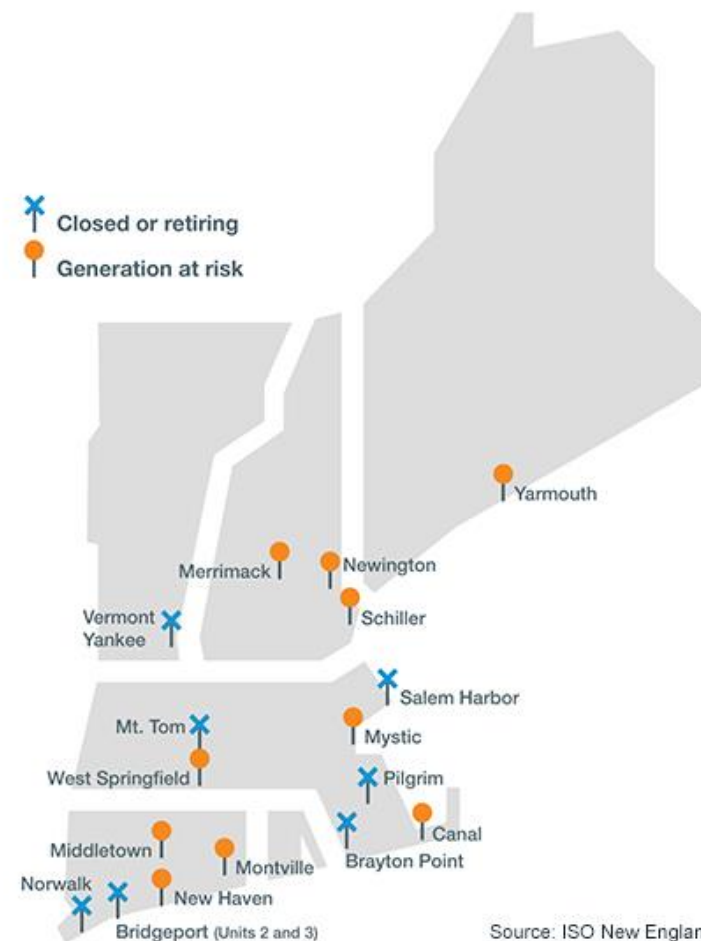 Closed or retiring
Generation at risk
Yarmouth
Merrimack
Newington
Schiller
Vermont
Yankee
Salem Harbor
Mt. Tom
Mystic
West Springfield
Pilgrim
Canal
Middletown
Brayton Point
Montville
Norwalk
New Haven
Bridgeport (Units 2 and 3)
Source: ISO New Englan